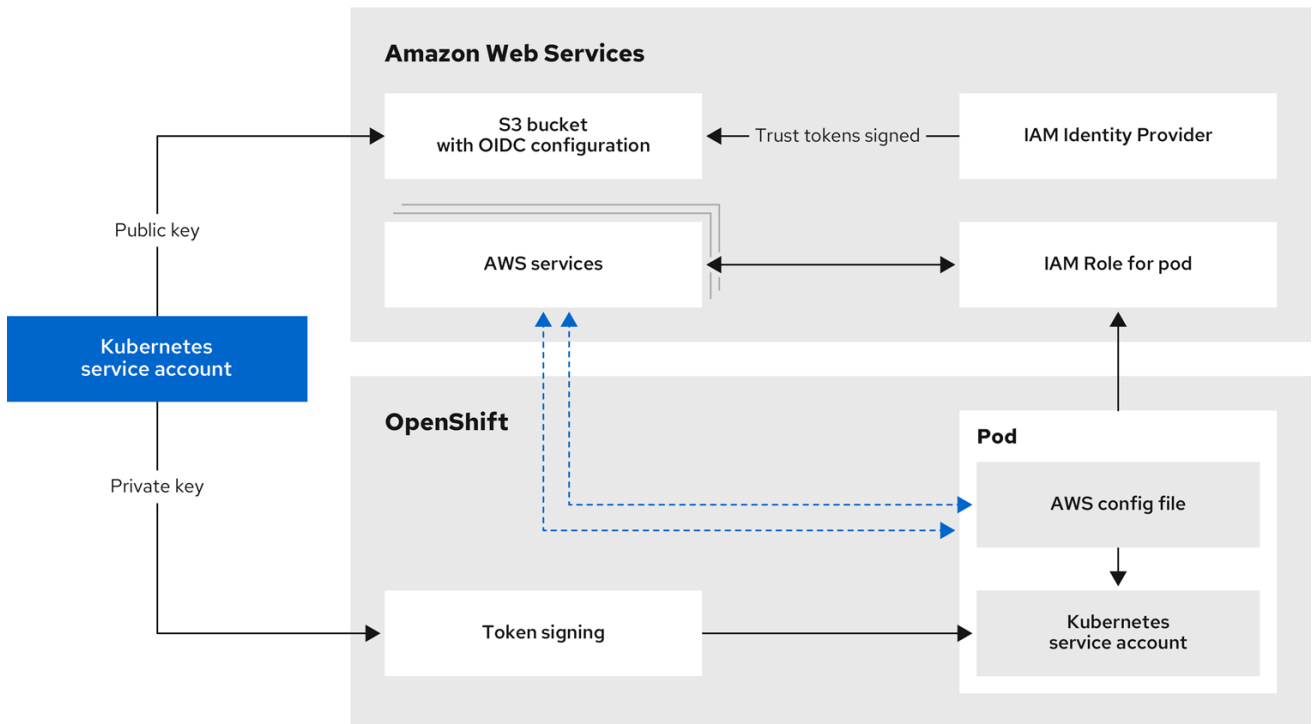 Amazon Web Services
S3 bucket
with OIDC configuration
Trust tokens signed
IAM Identity Provider
Public key
AWS services
IAM Role for pod
Kubernetes
service account
OpenShift
Pod
Private key
AWS config file
Token signing
Kubernetes
service account